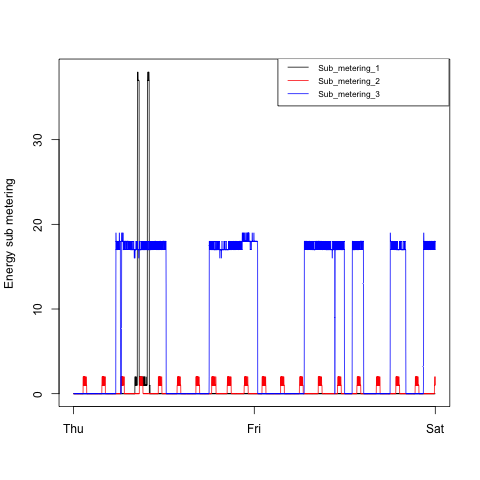 Sub_metering_1
Sub_metering_2
Sub_metering_3
Energy sub metering
30
20
10
0
Thu
Fri
Sat